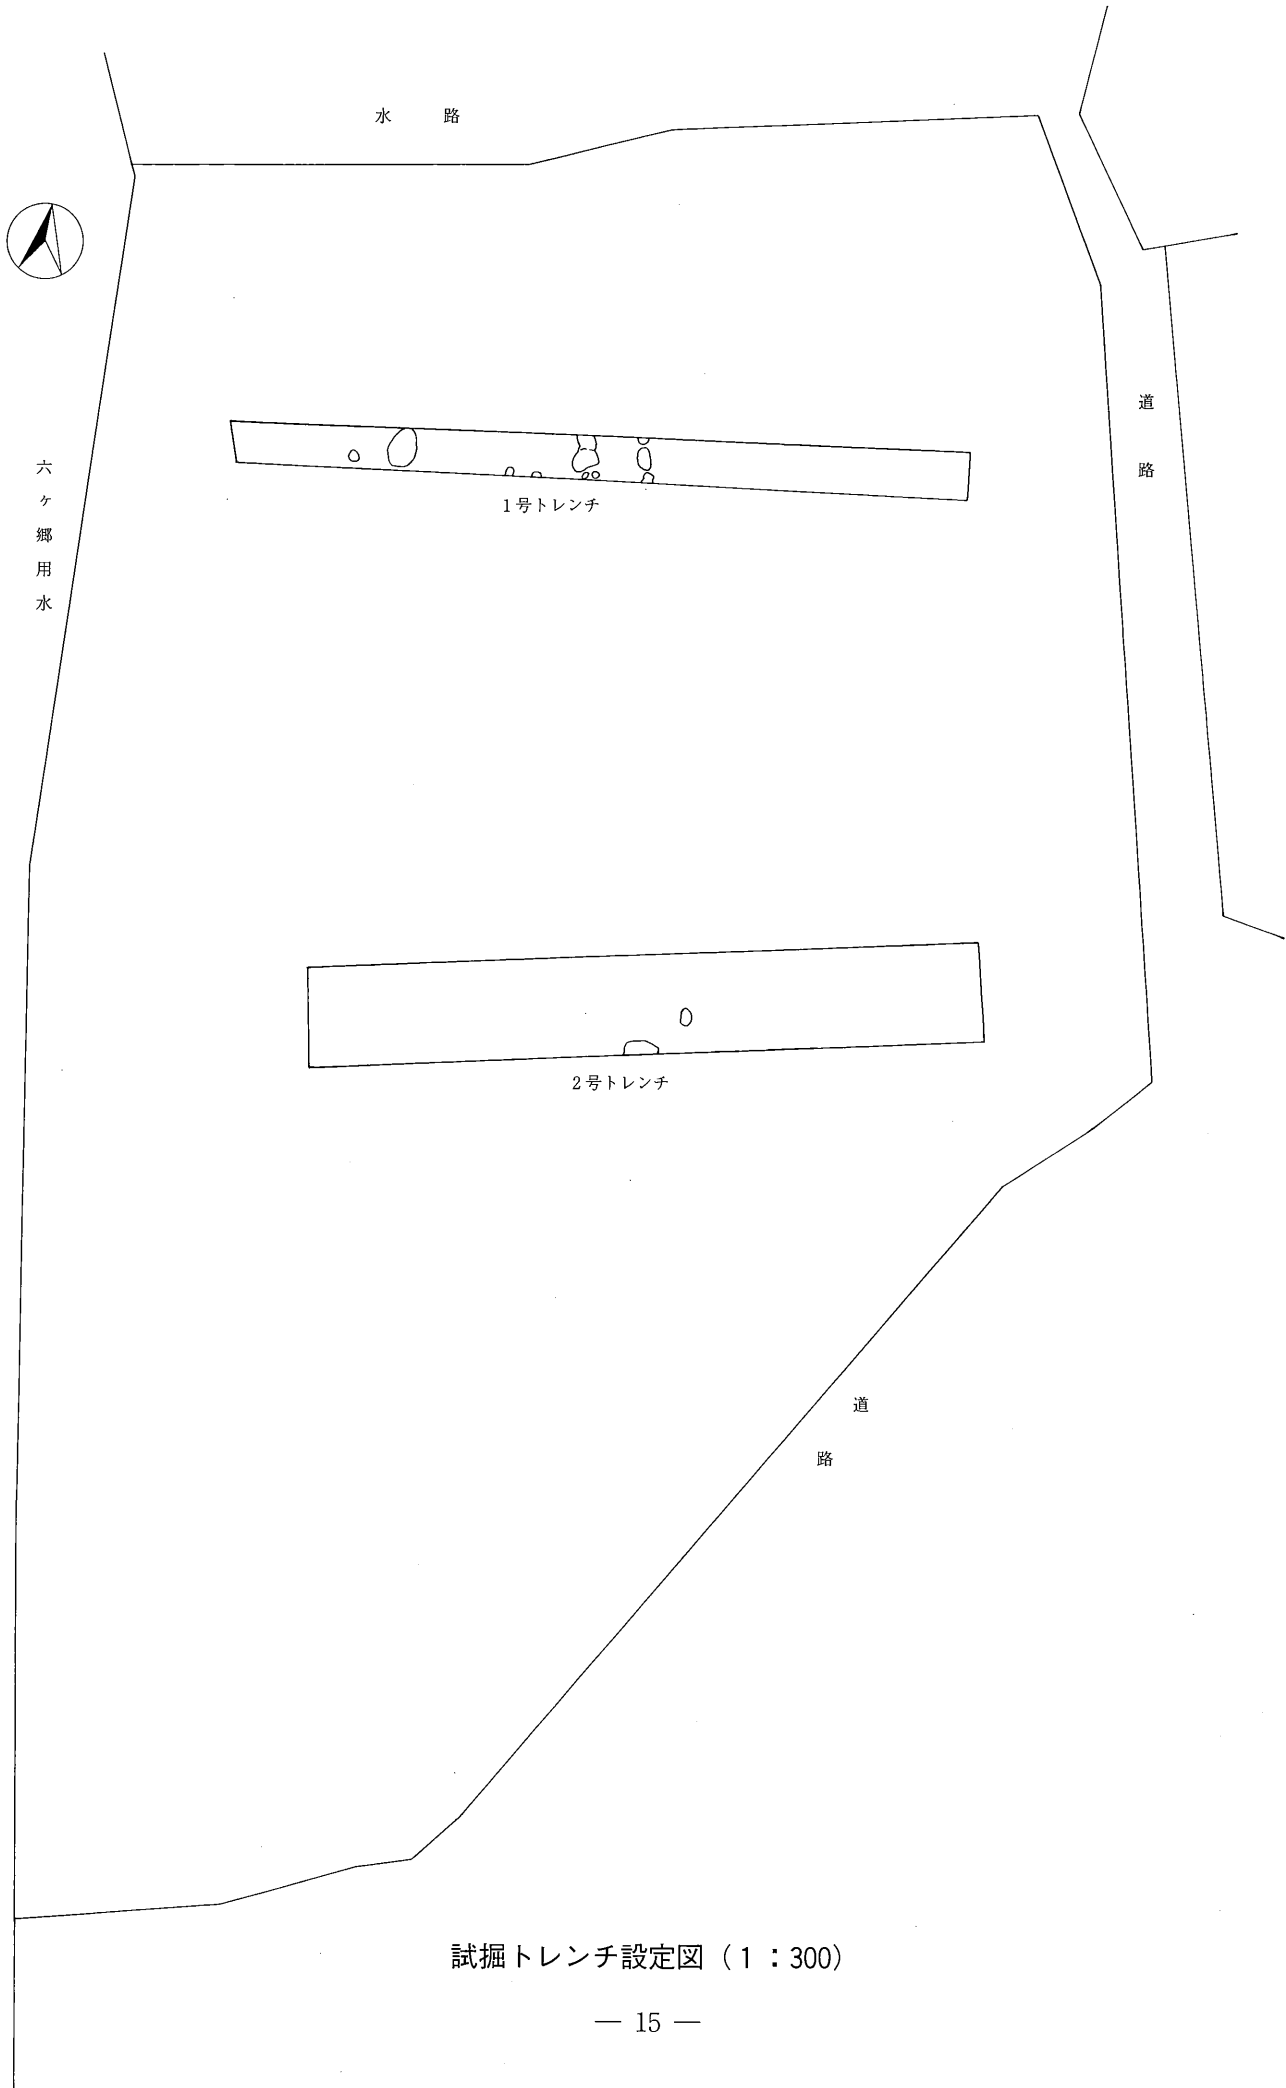 水路
道路
六ヶ郷用水
1号トレンチ
2号トレンチ
道路
試掘トレンチ設定図（1：300）
— 15 —